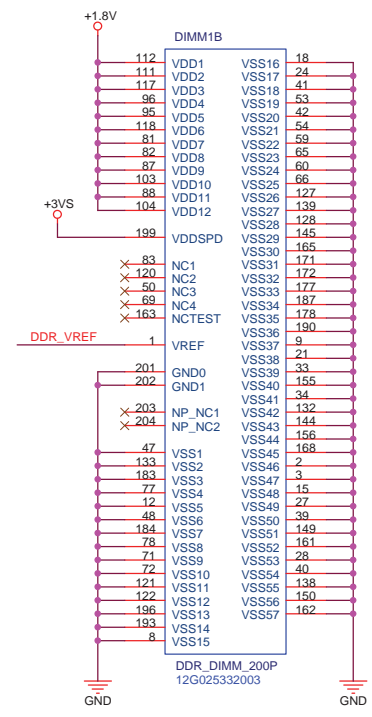 +1.8V
DIMM1B
112 VDD1 VSS16 18
111 VDD2 VSS17 24
117 VDD3 VSS18 41
96 VDD4 VSS19 53
95 VDD5 VSS20 42
118 VDD6 VSS21 54
81 VDD7 VSS22 59
82 VDD8 VSS23 65
87 VDD9 VSS24 60
103 VDD10 VSS25 66
88 VDD11 VSS26 127
104 VDD12 VSS27 139
+3VS
VSS28 128
199 VDDSPD VSS29 145
VSS30 165
83 NC1 VSS31 171
120 NC2 VSS32 172
50 NC3 VSS33 177
69 NC4 VSS34 187
163 NCTEST VSS35 178
VSS36 190
DDR_VREF 1 VREF VSS37 9
VSS38 21
201 GND0 VSS39 33
202 GND1 VSS40 155
VSS41 34
203 NP_NC1 VSS42 132
204 NP_NC2 VSS43 144
VSS44 156
47 VSS1 VSS45 168
133 VSS2 VSS46 2
183 VSS3 VSS47 3
77 VSS4 VSS48 15
12 VSS5 VSS49 27
48 VSS6 VSS50 39
184 VSS7 VSS51 149
78 VSS8 VSS52 161
71 VSS9 VSS53 28
72 VSS10 VSS54 40
121 VSS11 VSS55 138
122 VSS12 VSS56 150
196 VSS13 VSS57 162
193 VSS14
8 VSS15
DDR_DIMM_200P
12G025332003
GND
GND